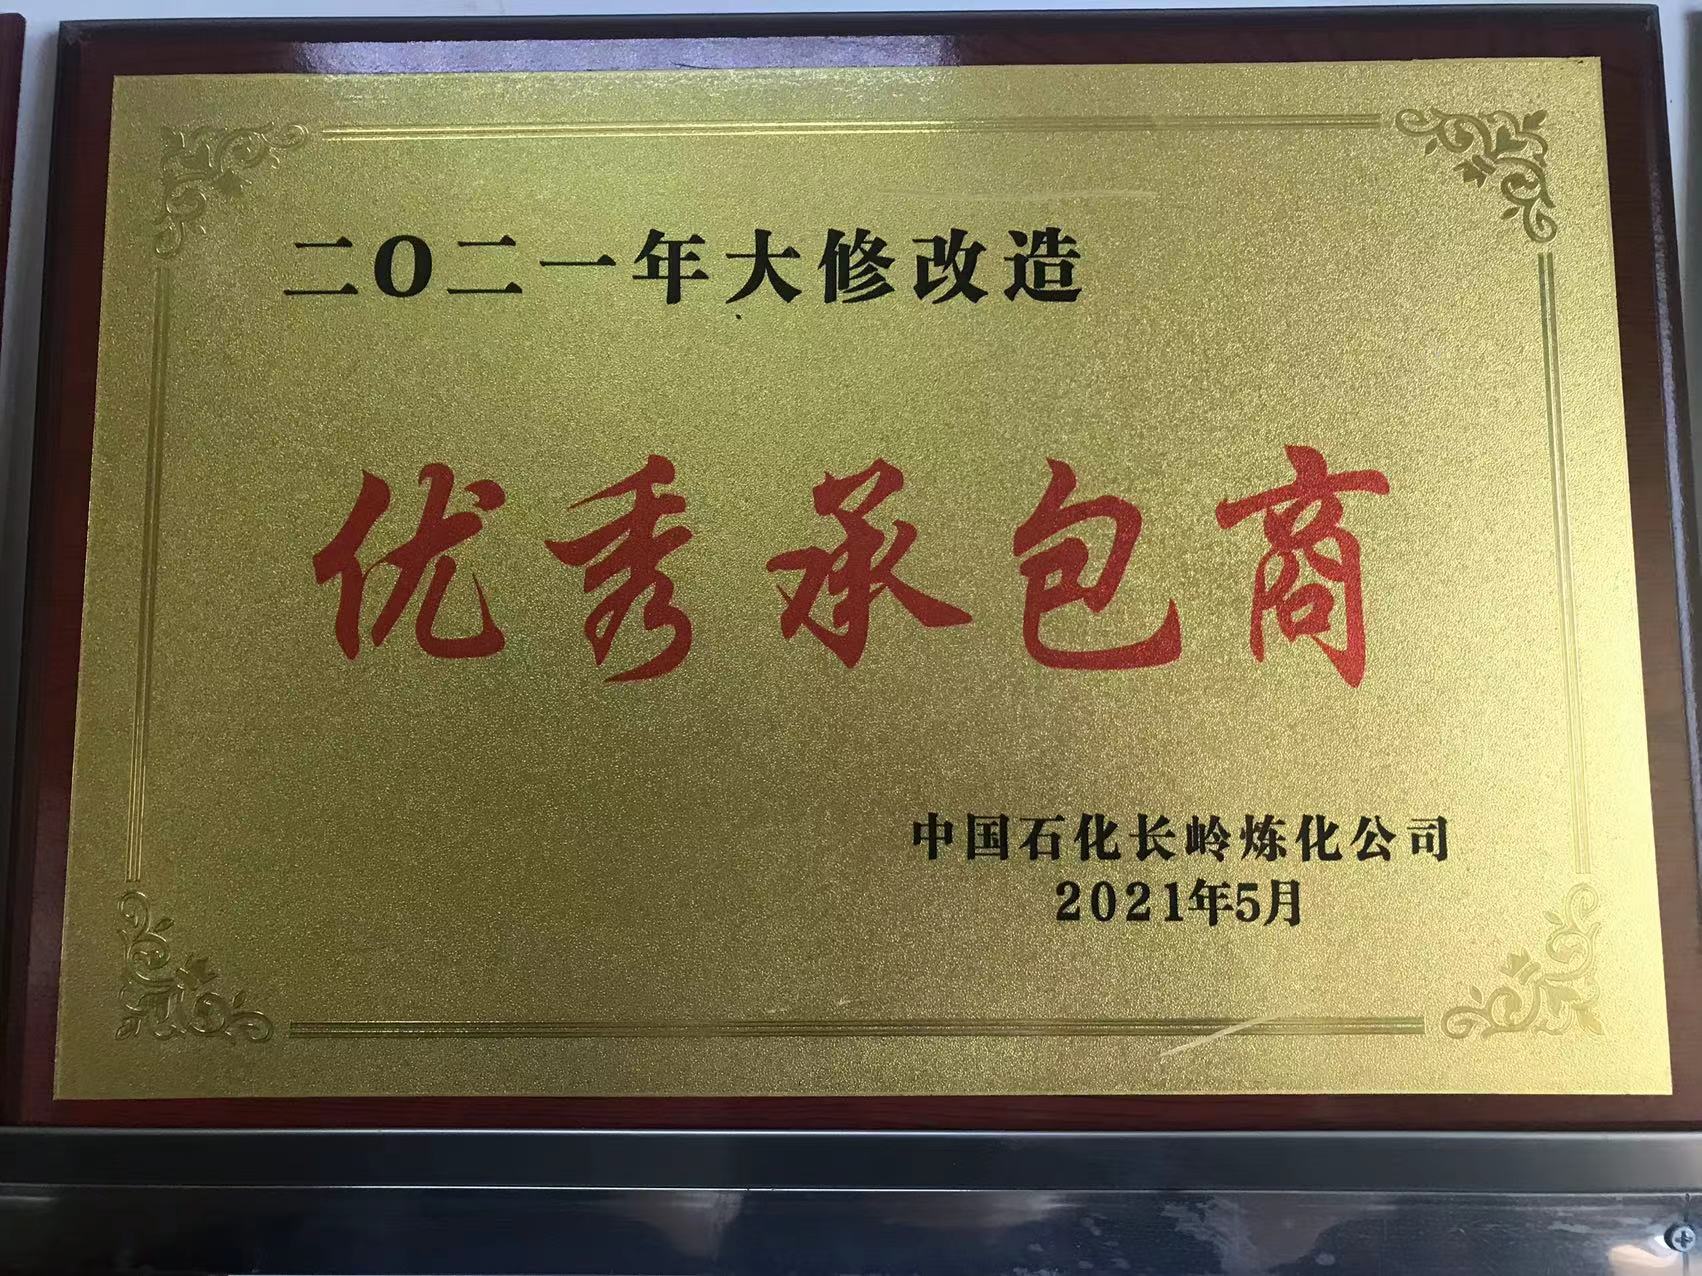 二O二一年大修改造
优秀承包商
中国石化长岭炼化公司
2021年5月